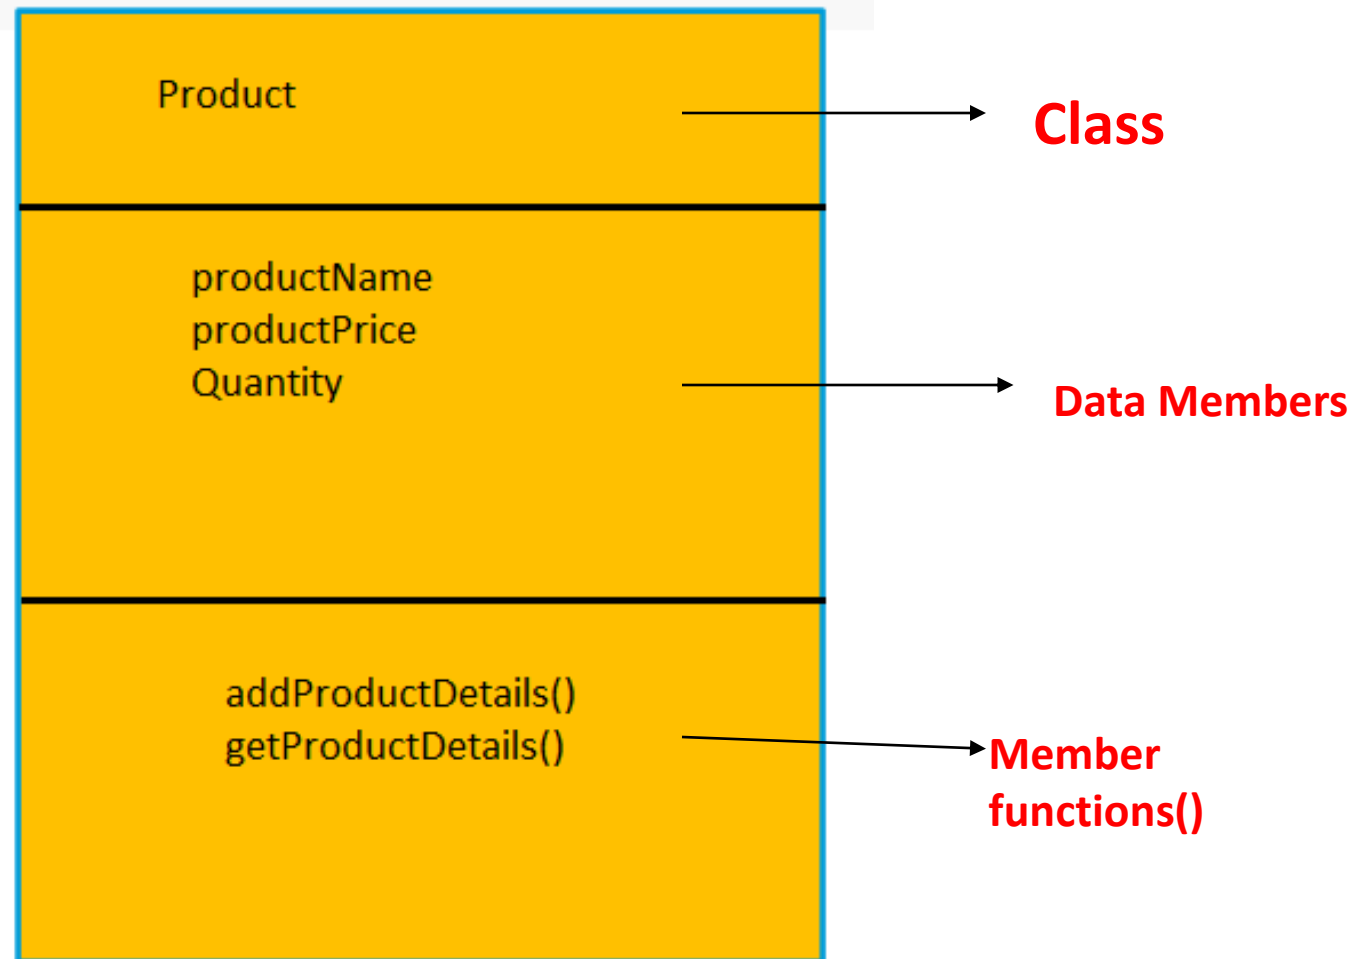 Product
Class
productName
productPrice
Quantity
Data Members
addProductDetails()
getProductDetails()
Member
functions()